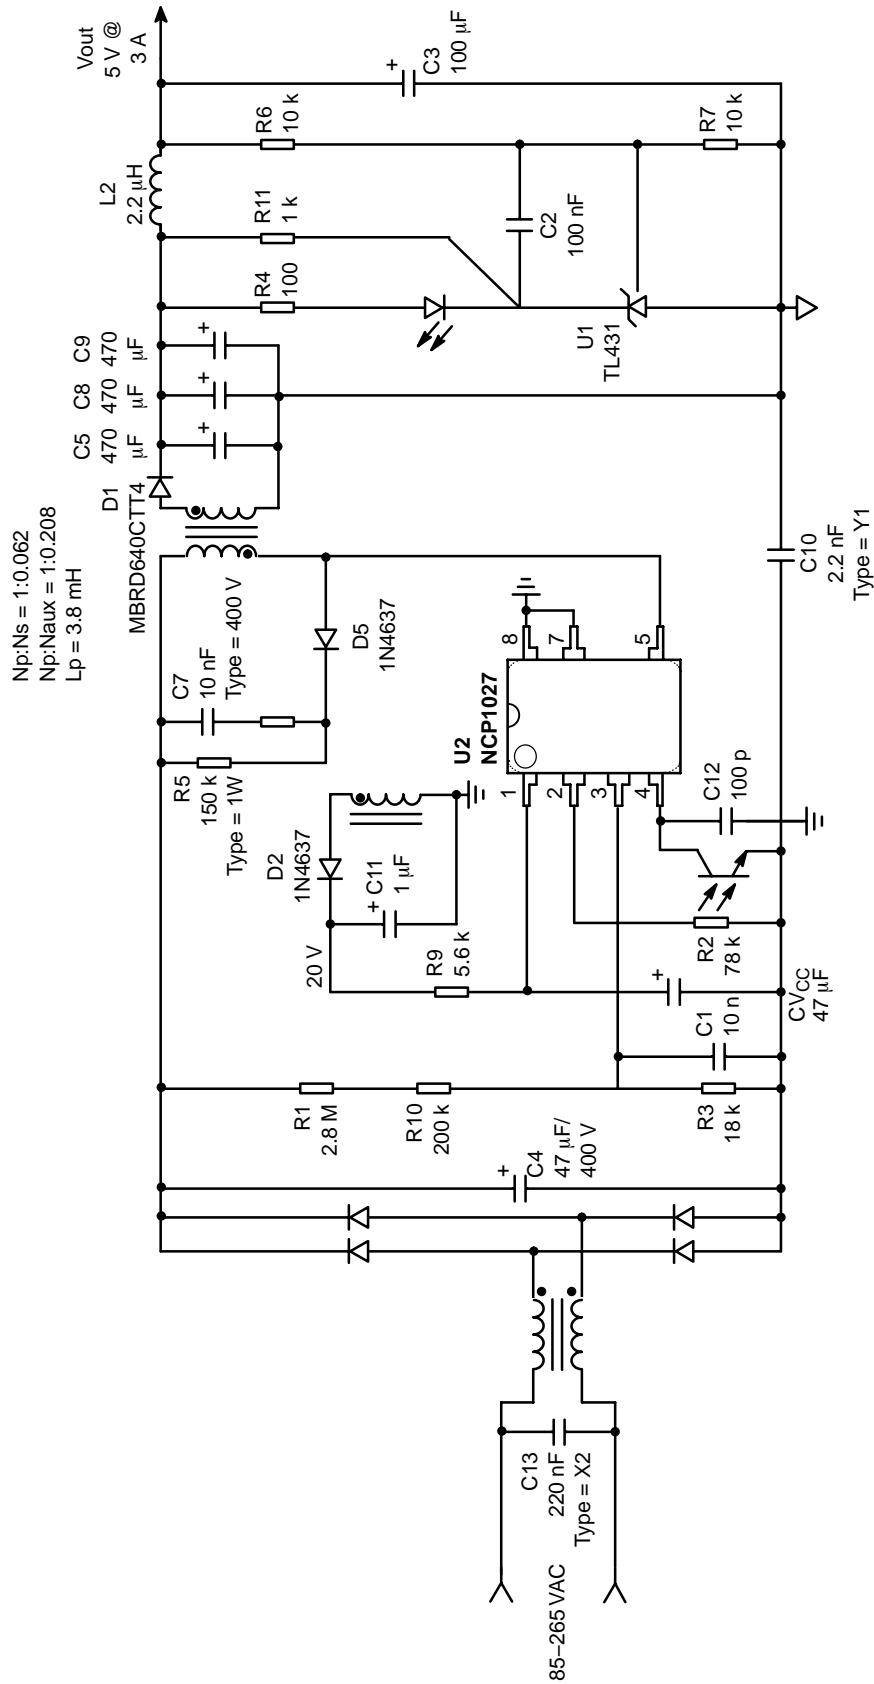 Np:Ns = 1:0.062
Np:Naux = 1:0.208
Lp = 3.8 mH
85−265 VAC
C13
220 nF
Type = X2
C4
47 μF/
400 V
R1
2.8 M
R10
200 k
R3
18 k
C1
10 n
CVCC
47 μF
20 V
R9
5.6 k
D2
1N4637
+
C11
1 μF
R2
78 k
R5
150 k
Type = 1W
C7
10 nF
Type = 400 V
D5
1N4637
U2
NCP1027
1
2
3
4
8
7
5
C12
100 p
C10
2.2 nF
Type = Y1
D1
MBRD640CTT4
C5
470
μF
C8
470
μF
C9
470
μF
R4
100
R11
1 k
L2
2.2 μH
R6
10 k
C2
100 nF
U1
TL431
R7
10 k
C3
100 μF
Vout
5 V @
3 A
+
+
+
+
+
+